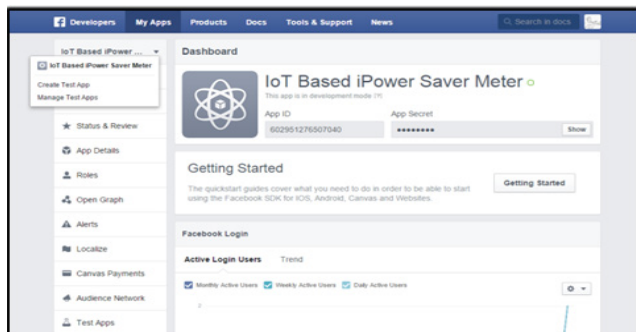 Developers My Apps Products Docs Tools & Support News Search in docs
IoT Based iPower ... Dashboard
IoT Based iPower Saver Meter
Create Test App
Manage Test Apps
IoT Based iPower Saver Meter
This app is in development mode [?]
App ID App Secret
602951276507040 •••••••• Show
Status & Review
App Details
Roles
Open Graph
Alerts
Localize
Canvas Payments
Audience Network
Test Apps
Getting Started
The quickstart guides cover what you need to do in order to be able to start
using the Facebook SDK for iOS, Android, Canvas and Websites.
Getting Started
Facebook Login
Active Login Users Trend
Monthly Active Users Weekly Active Users Daily Active Users